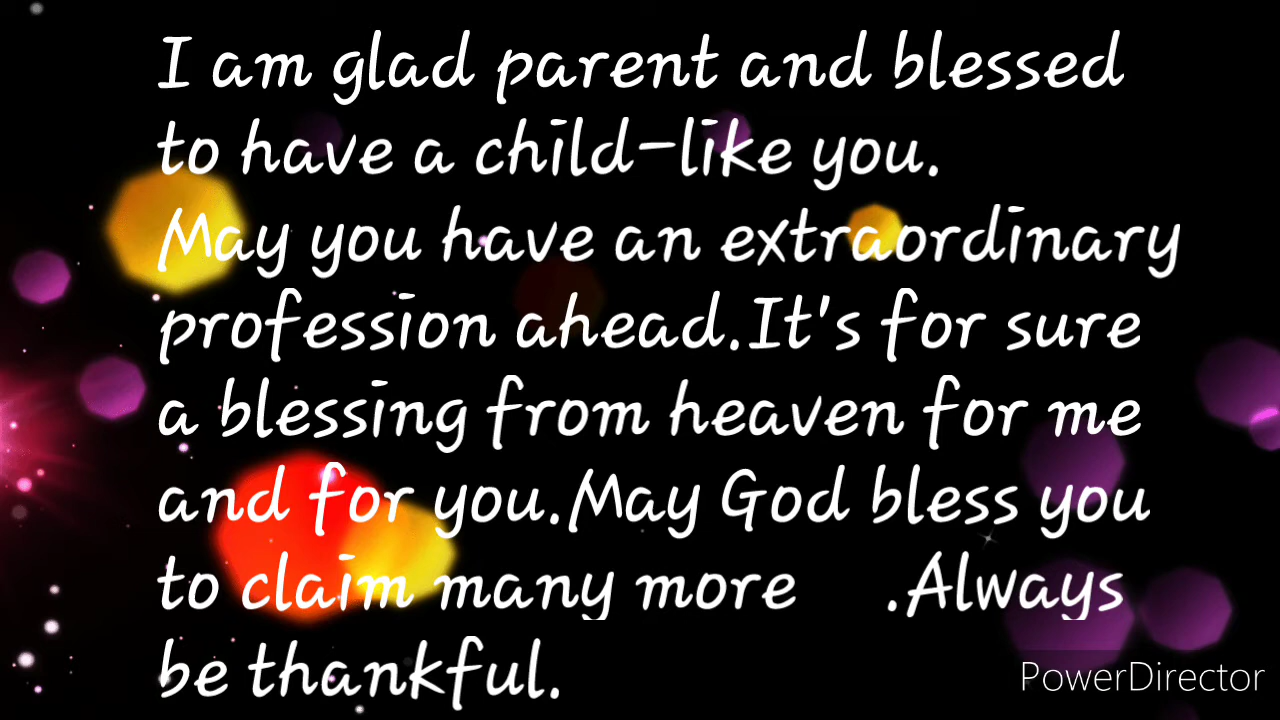 I am glad parent and blessed
to have a child-like you.
May you have an extraordinary
profession ahead.It's for sure
a blessing from heaven for me
and for you.May God bless you
to claim many more .Always
be thankful.
PowerDirector